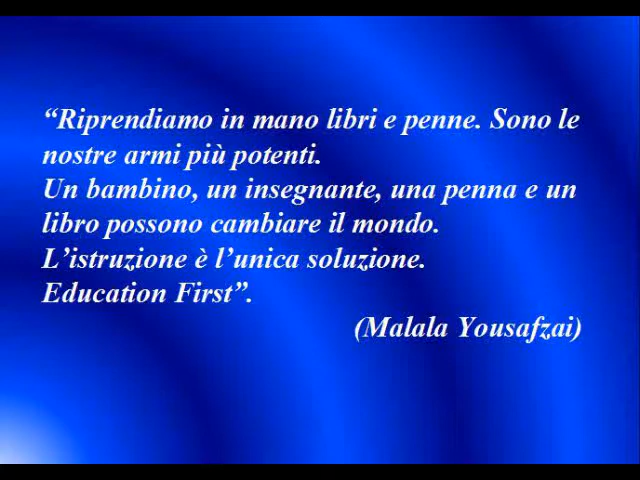 “Riprendiamo in mano libri e penne. Sono le
nostre armi più potenti.
Un bambino, un insegnante, una penna e un
libro possono cambiare il mondo.
L’istruzione è l’unica soluzione.
Education First”.
(Malala Yousafzai)